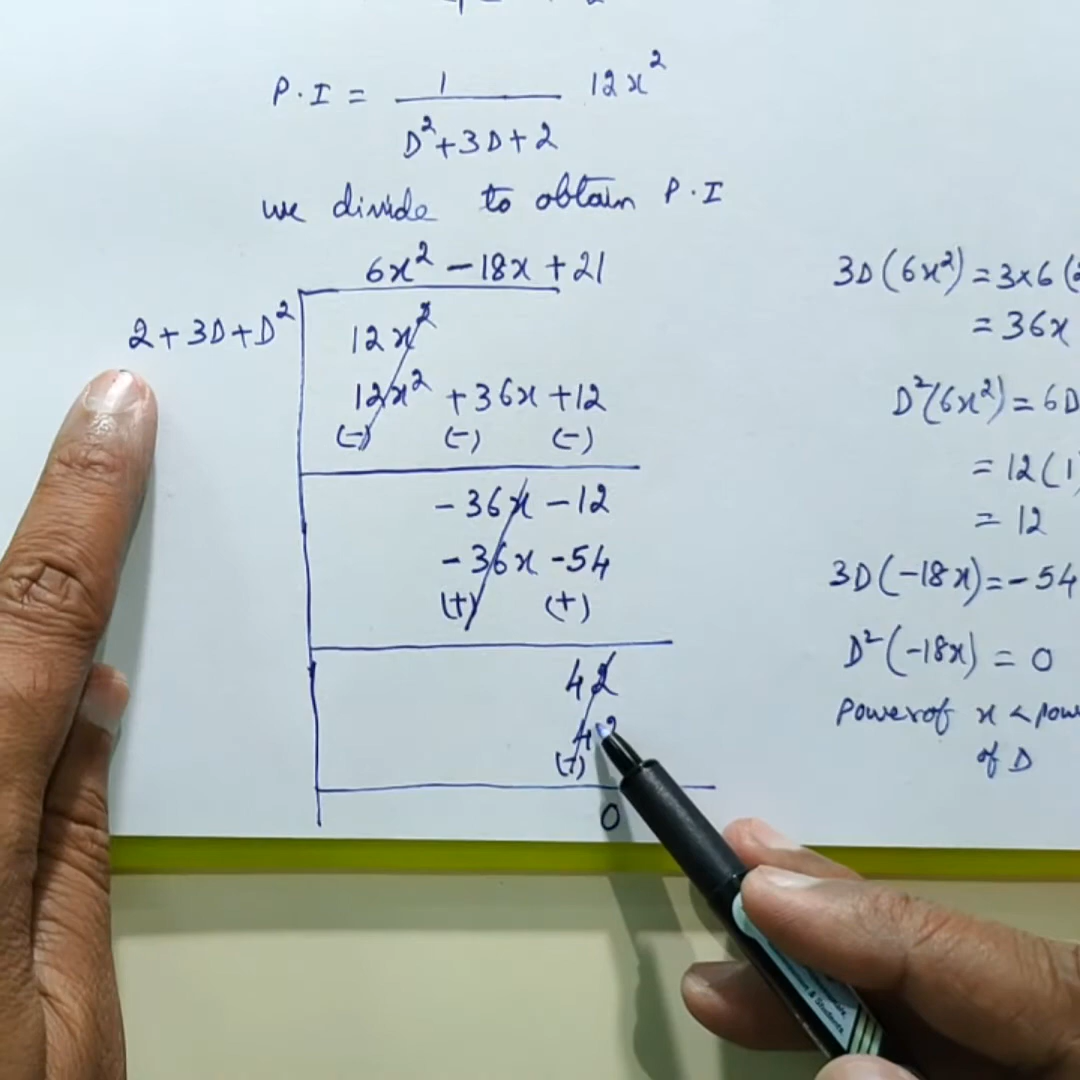 P.I = 1 / (D²+3D+2) 12x²
we divide to obtain P.I
6x² - 18x + 21
2 + 3D + D²
12x²
12x² + 36x + 12
(-) (-) (-)
- 36x - 12
- 36x - 54
(+) (+)
42
42
(-)
0
3D(6x²) = 3×6(2
= 36x
D²(6x²) = 6D
= 12(1)
= 12
3D(-18x) = -54
D²(-18x) = 0
Power of x < pow
of D
& Students